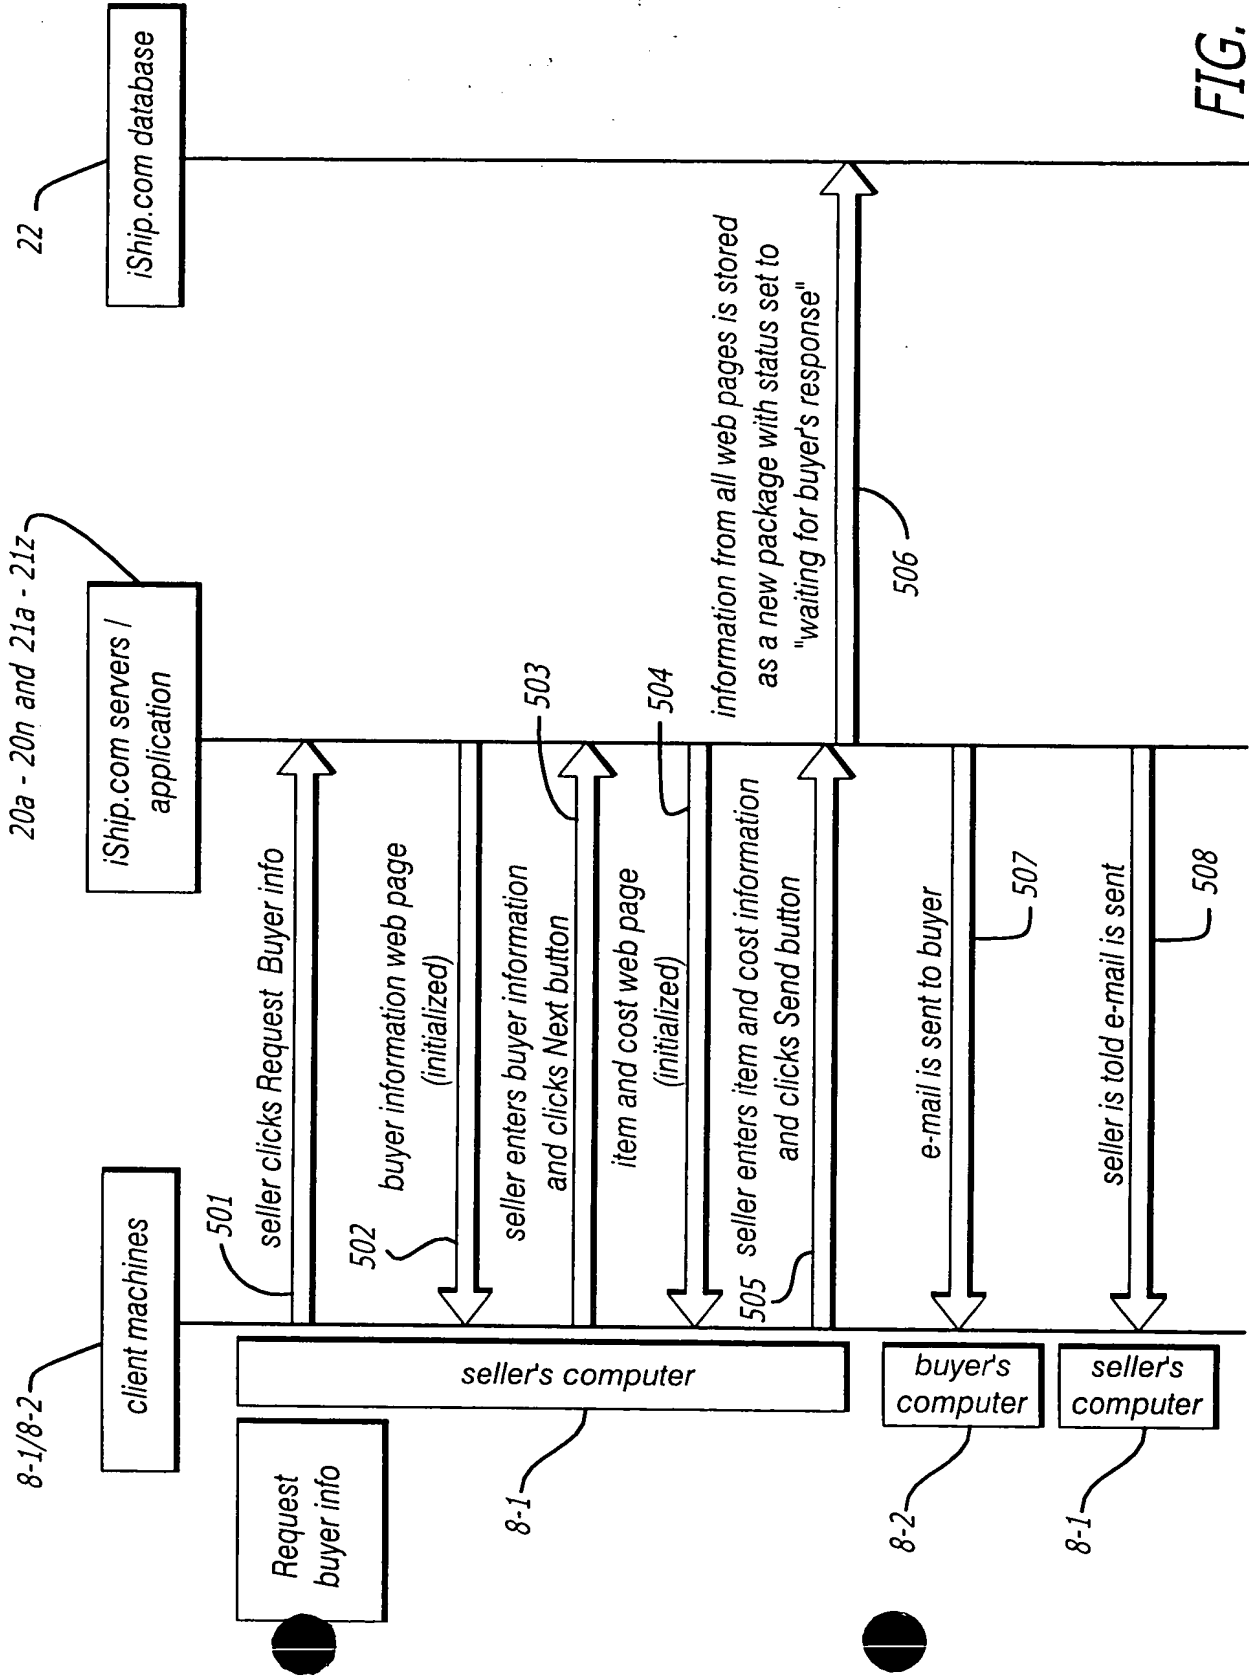 8-1/8-2
20a - 20n and 21a - 21z
22
client machines
iShip.com servers /
application
iShip.com database
Request
buyer info
501
seller clicks Request Buyer info
502
buyer information web page
(initialized)
seller enters buyer information
and clicks Next button
503
seller's computer
item and cost web page
(initialized)
504
8-1
505
seller enters item and cost information
and clicks Send button
information from all web pages is stored
as a new package with status set to
"waiting for buyer's response"
506
8-2
buyer's
computer
e-mail is sent to buyer
507
8-1
seller's
computer
seller is told e-mail is sent
508
FIG.